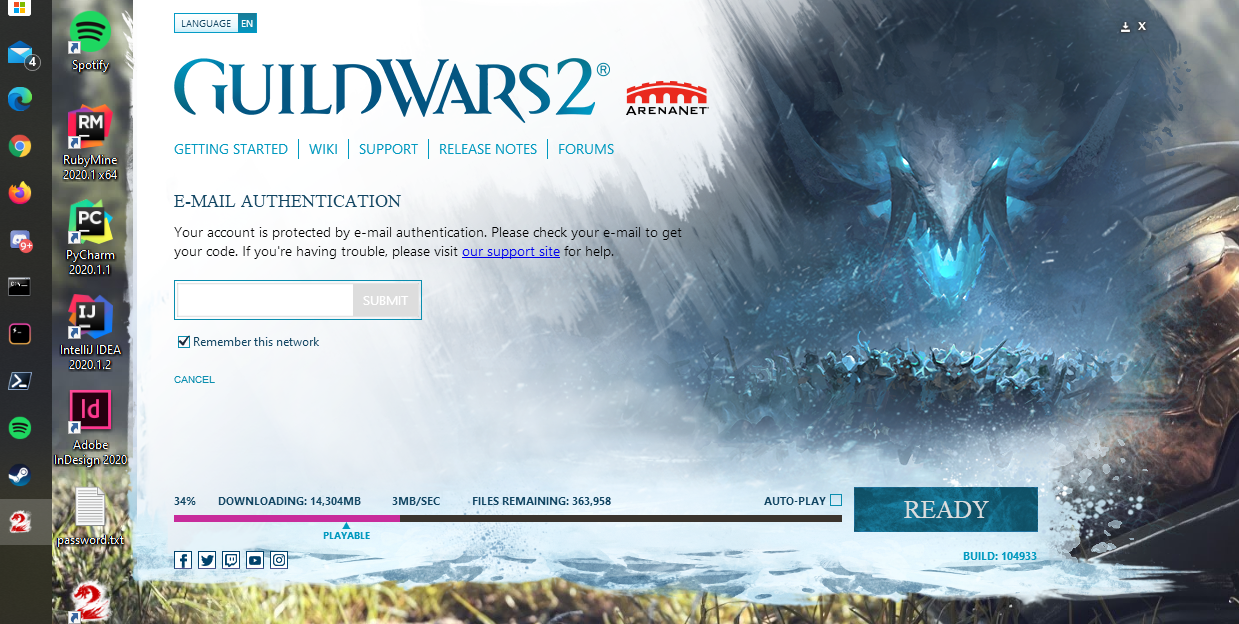 4
Spotify
RM
RubyMine
2020.1 x64
PC
PyCharm
2020.1.1
9+
IJ
IntelliJ IDEA
2020.1.2
Id
Adobe
InDesign 2020
password.txt
LANGUAGE EN
X
GUILDWARS2®
ARENANET
GETTING STARTED
WIKI
SUPPORT
RELEASE NOTES
FORUMS
E-MAIL AUTHENTICATION
Your account is protected by e-mail authentication. Please check your e-mail to get
your code. If you're having trouble, please visit our support site for help.
SUBMIT
Remember this network
CANCEL
34% DOWNLOADING: 14,304MB 3MB/SEC FILES REMAINING: 363,958 AUTO-PLAY
READY
PLAYABLE
BUILD: 104933